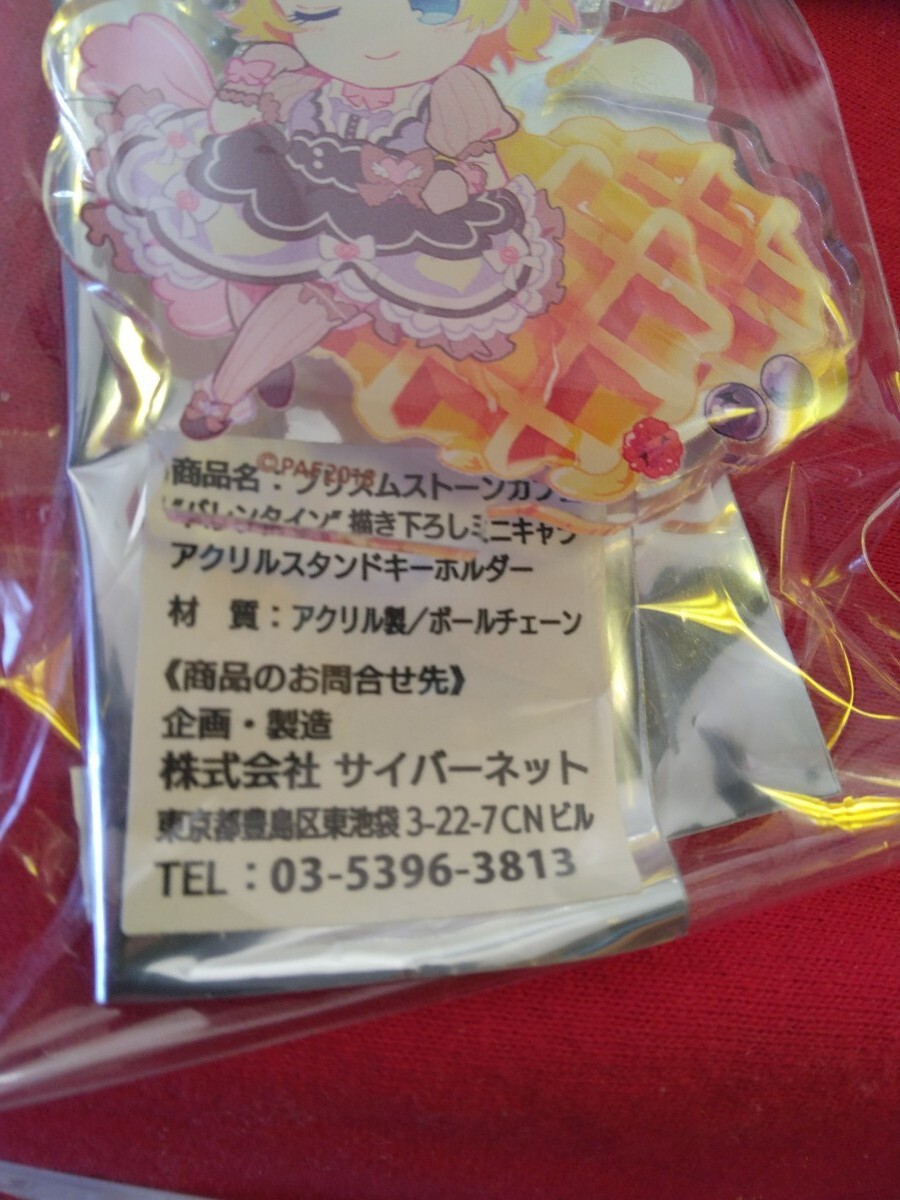 ©PAF2018
商品名：プリズムストーンカフェ
"バレンタイン"描き下ろしミニキャラ
アクリルスタンドキーホルダー
材　質：アクリル製／ボールチェーン
《商品のお問合せ先》
企画・製造
株式会社 サイバーネット
東京都豊島区東池袋 3-22-7 CN ビル
TEL：03-5396-3813